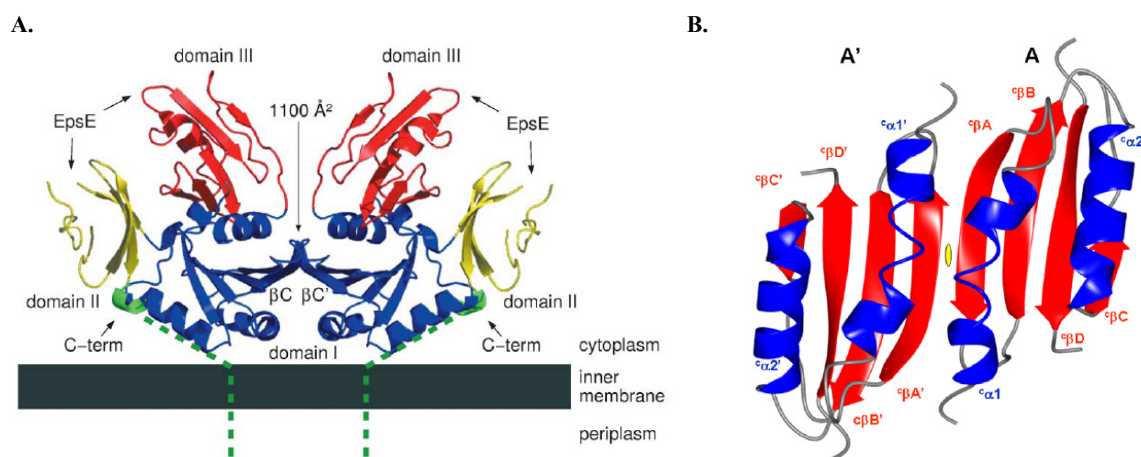 A.
domain III
domain III
1100 Å²
EpsE
EpsE
βC βC'
domain II
domain II
C-term
domain I
C-term
cytoplasm
inner
membrane
periplasm
B.
A'
A
ᶜβB
ᶜα1'
ᶜβA
ᶜα2
ᶜβD'
ᶜβC'
ᶜβC
ᶜβD
ᶜα2'
ᶜβA'
ᶜα1
cβB'